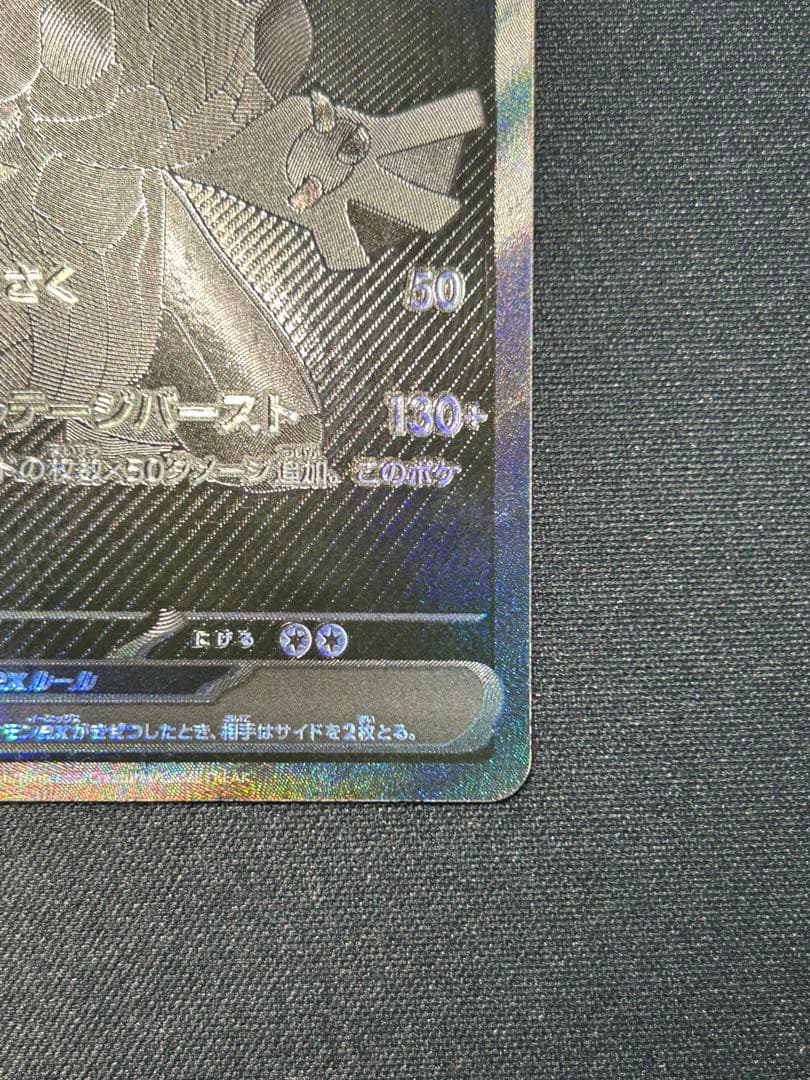 さく 50
テージバースト 130+
トの枚数×50ダメージ追加。このポケ
にげる
exルール
モンexがきぜつしたとき、相手はサイドを2枚とる。